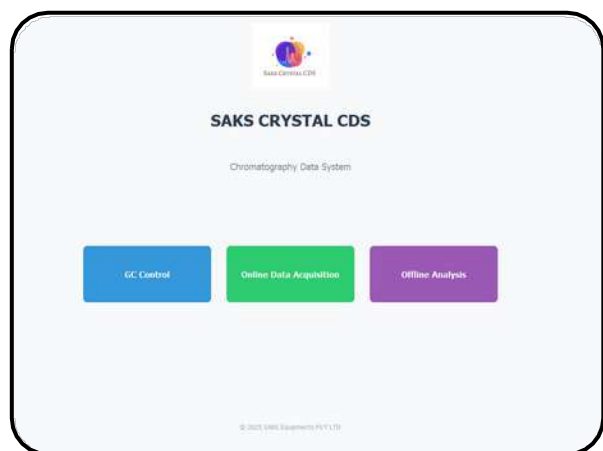 SAKS CRYSTAL CDS
SAKS CRYSTAL CDS
Chromatography Data System
GC Control
Online Data Acquisition
Offline Analysis
© 2025 SAKS Equipments PVT LTD